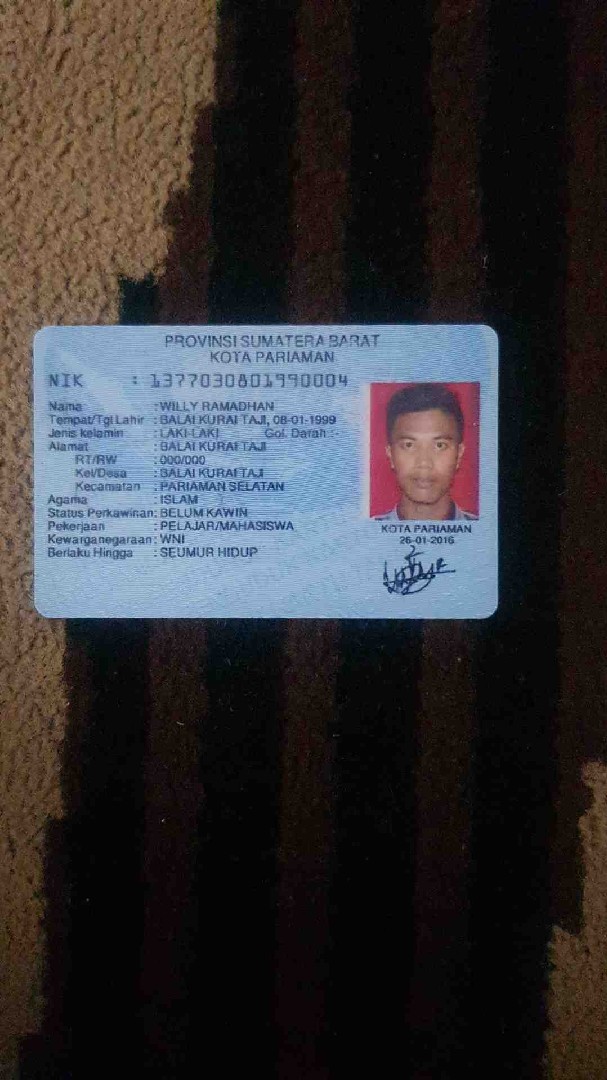 PROVINSI SUMATERA BARAT
KOTA PARIAMAN
NIK : 1377030801990004
Nama : WILLY RAMADHAN
Tempat/Tgl Lahir : BALAI KURAI TAJI, 08-01-1999
Jenis kelamin : LAKI-LAKI Gol. Darah :-
Alamat : BALAI KURAI TAJI
RT/RW : 000/000
Kel/Desa : BALAI KURAI TAJI
Kecamatan : PARIAMAN SELATAN
Agama : ISLAM
Status Perkawinan: BELUM KAWIN
Pekerjaan : PELAJAR/MAHASISWA
Kewarganegaraan: WNI
Berlaku Hingga : SEUMUR HIDUP
KOTA PARIAMAN
26-01-2016